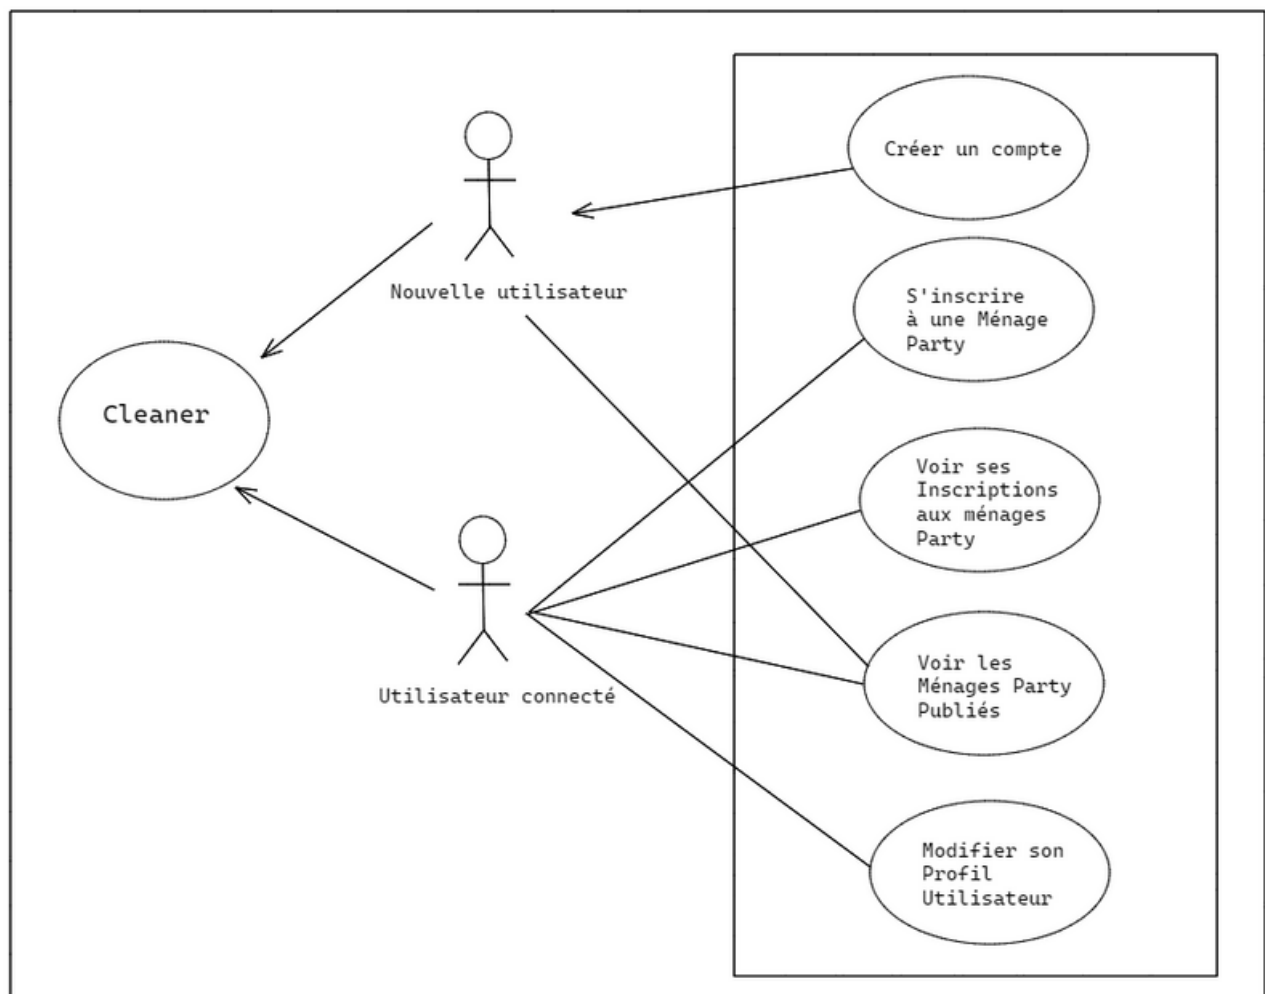 Créer un compte
Nouvelle utilisateur
S'inscrire
à une Ménage
Party
Cleaner
Voir ses
Inscriptions
aux ménages
Party
Utilisateur connecté
Voir les
Ménages Party
Publiés
Modifier son
Profil
Utilisateur